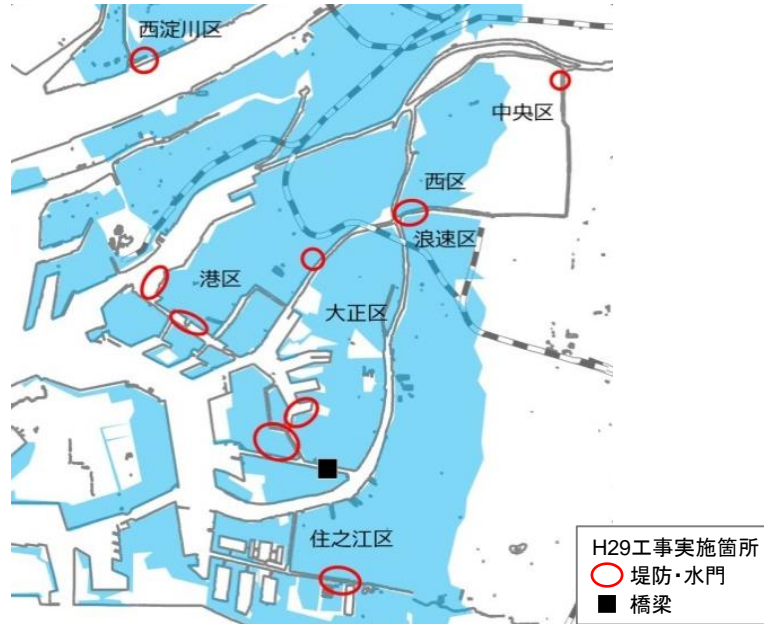 西淀川区
中央区
西区
浪速区
港区
大正区
住之江区
H29工事実施箇所
堤防・水門
橋梁